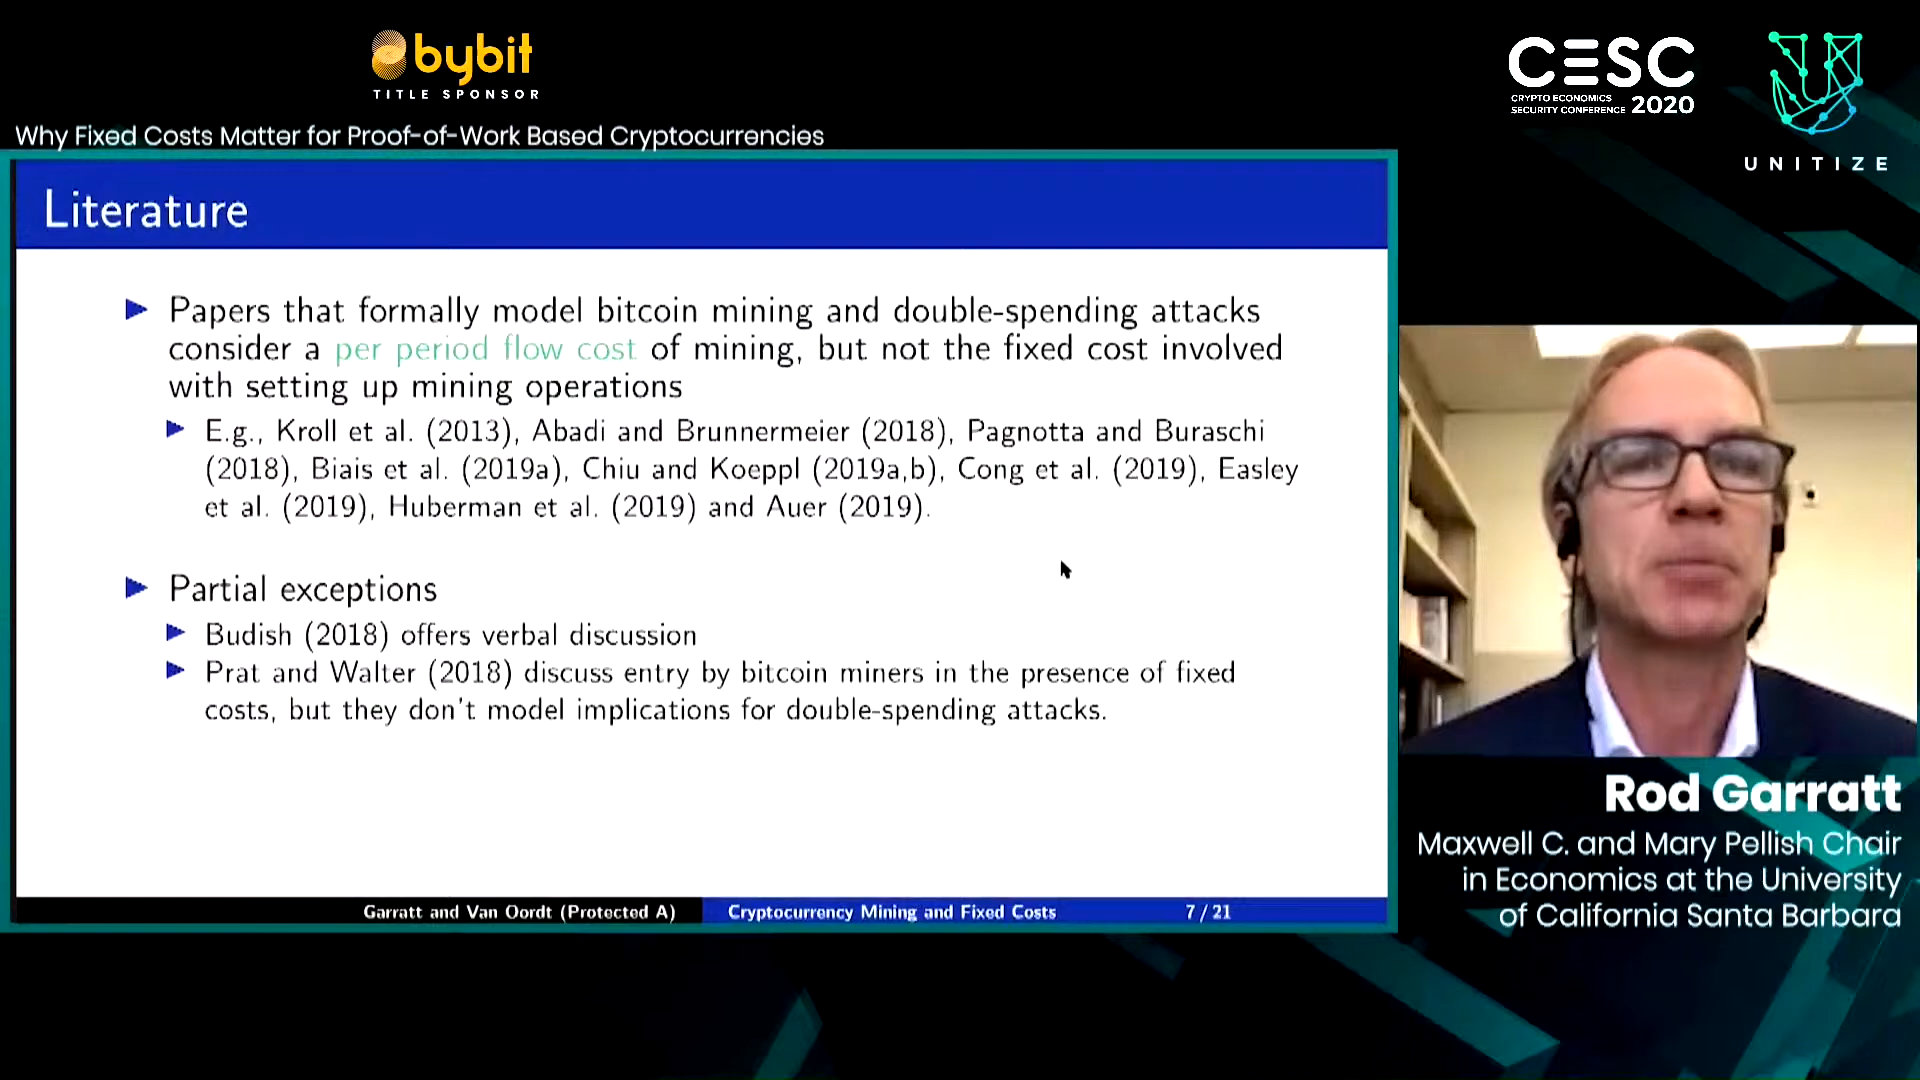 bybit
TITLE SPONSOR
CESC
CRYPTO ECONOMICS
SECURITY CONFERENCE 2020
UNITIZE
Why Fixed Costs Matter for Proof-of-Work Based Cryptocurrencies
Literature
Papers that formally model bitcoin mining and double-spending attacks
consider a per period flow cost of mining, but not the fixed cost involved
with setting up mining operations
E.g., Kroll et al. (2013), Abadi and Brunnermeier (2018), Pagnotta and Buraschi
(2018), Biais et al. (2019a), Chiu and Koeppl (2019a,b), Cong et al. (2019), Easley
et al. (2019), Huberman et al. (2019) and Auer (2019).
Partial exceptions
Budish (2018) offers verbal discussion
Prat and Walter (2018) discuss entry by bitcoin miners in the presence of fixed
costs, but they don't model implications for double-spending attacks.
Garratt and Van Oordt (Protected A)
Cryptocurrency Mining and Fixed Costs
7 / 21
Rod Garratt
Maxwell C. and Mary Pellish Chair
in Economics at the University
of California Santa Barbara